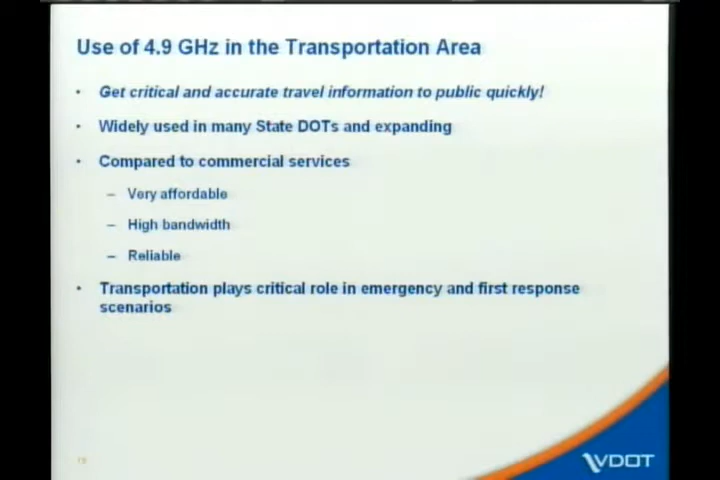 Use of 4.9 GHz in the Transportation Area
• Get critical and accurate travel information to public quickly!
• Widely used in many State DOTs and expanding
• Compared to commercial services
– Very affordable
– High bandwidth
– Reliable
• Transportation plays critical role in emergency and first response
scenarios
VDOT